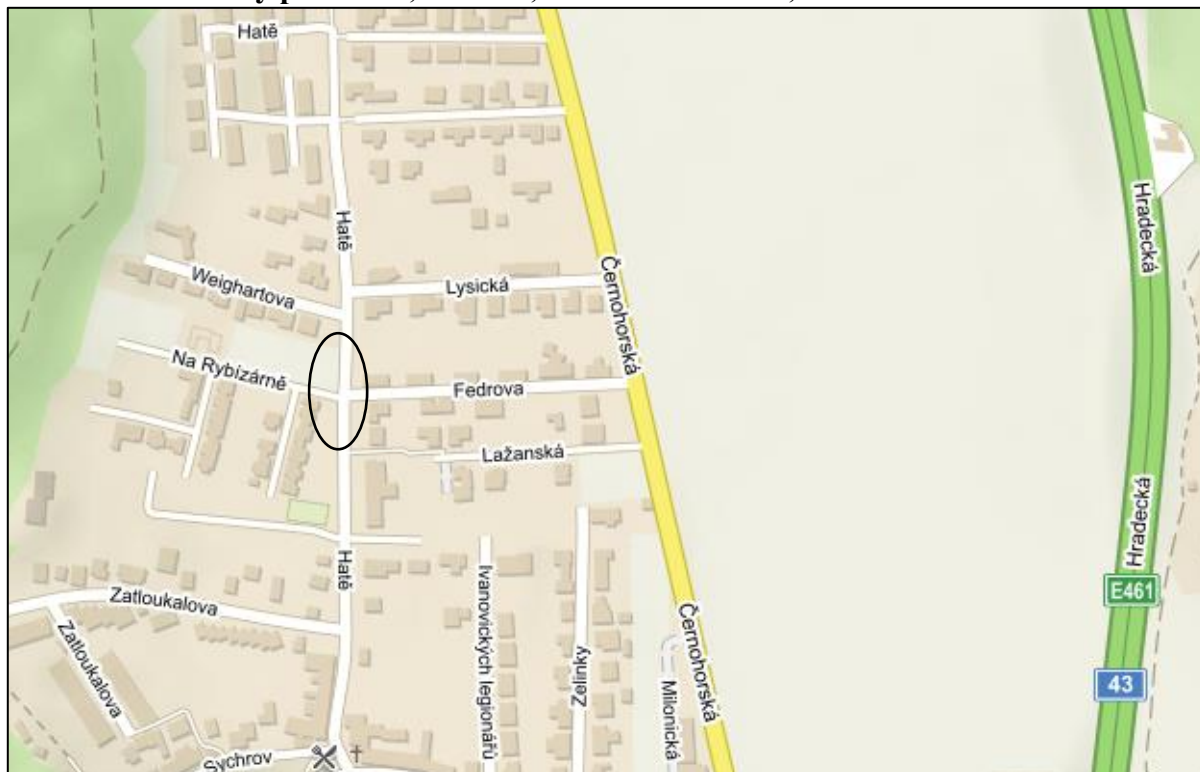 Hatě
Hatě
Hradecká
Weighartova
Lysická
Černohorská
Na Rybízárně
Fedrova
Lažanská
Hradecká
Hatě
Ivanovických legionářů
E461
Zatloukalova
Zatloukalova
Zelinky
Černohorská
Milonická
43
Sychrov